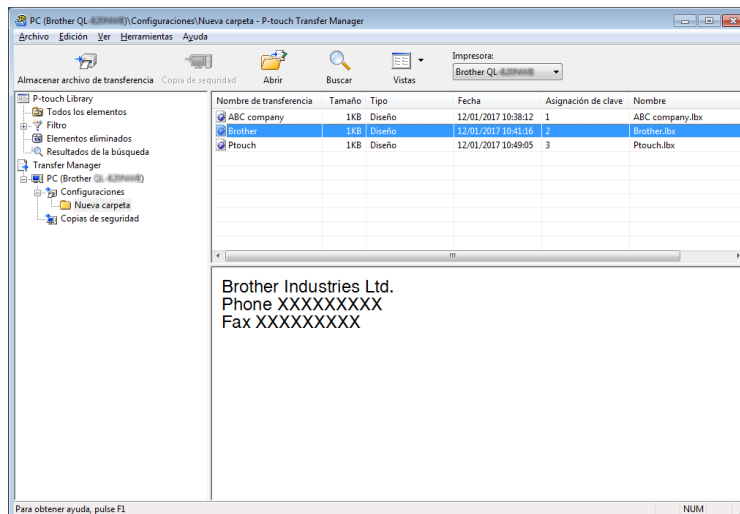 PC (Brother QL-)\Configuraciones\Nueva carpeta - P-touch Transfer Manager
Archivo Edición Ver Herramientas Ayuda
Almacenar archivo de transferencia Copia de seguridad Abrir Buscar Vistas
Impresora:
Brother QL-
P-touch Library
Todos los elementos
Filtro
Elementos eliminados
Resultados de la búsqueda
Transfer Manager
PC (Brother QL-)
Configuraciones
Nueva carpeta
Copias de seguridad
Nombre de transferencia Tamaño Tipo Fecha Asignación de clave Nombre
ABC company 1KB Diseño 12/01/2017 10:38:12 1 ABC company.lbx
Brother 1KB Diseño 12/01/2017 10:41:16 2 Brother.lbx
Ptouch 1KB Diseño 12/01/2017 10:49:05 3 Ptouch.lbx
Brother Industries Ltd.
Phone XXXXXXXXX
Fax XXXXXXXXX
Para obtener ayuda, pulse F1
NUM